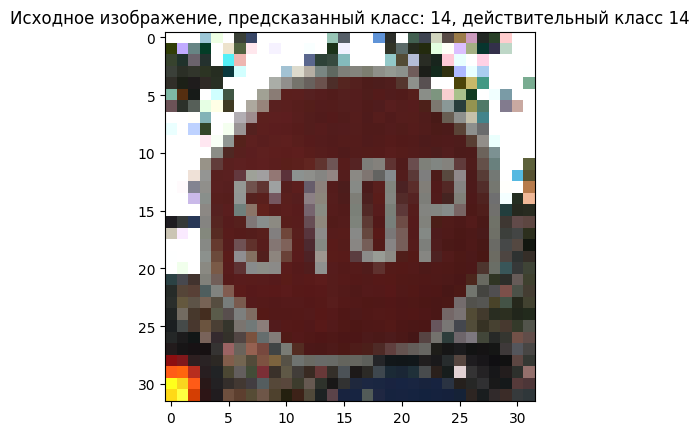 Исходное изображение, предсказанный класс: 14, действительный класс 14
0
5
10
15
20
25
30
STOP
0 5 10 15 20 25 30